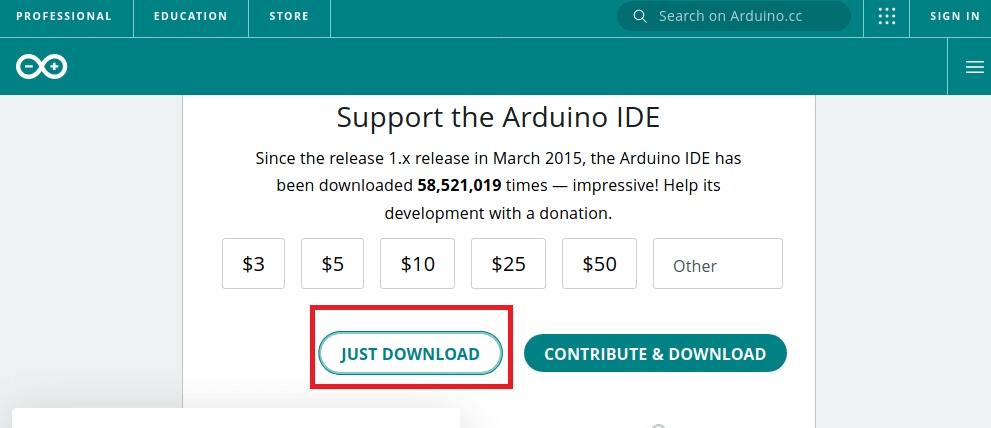 PROFESSIONAL
EDUCATION
STORE
Search on Arduino.cc
SIGN IN
Support the Arduino IDE
Since the release 1.x release in March 2015, the Arduino IDE has
been downloaded 58,521,019 times — impressive! Help its
development with a donation.
$3
$5
$10
$25
$50
Other
JUST DOWNLOAD
CONTRIBUTE & DOWNLOAD